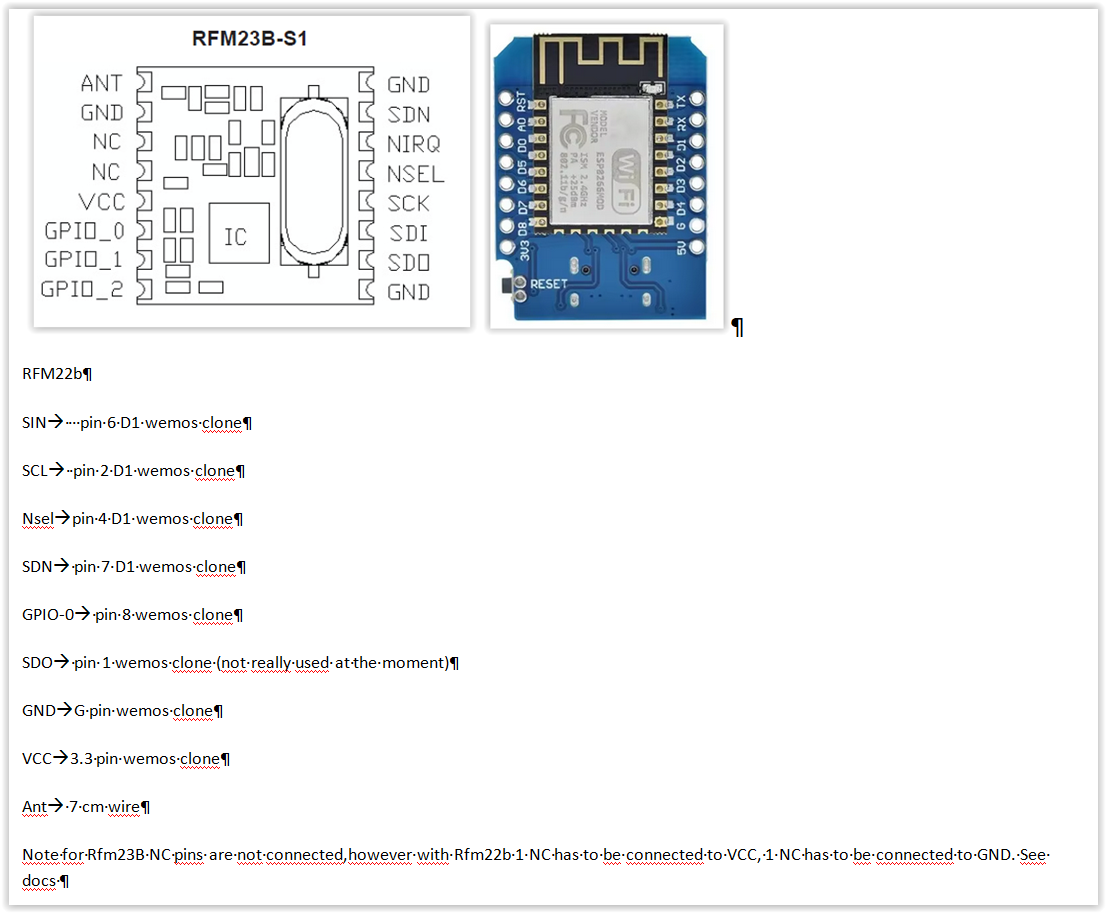 RFM23B-S1
ANT
GND
NC
NC
VCC
GPIO_0
GPIO_1
GPIO_2
IC
GND
SDN
NIRQ
NSEL
SCK
SDI
SDO
GND
RST
A0
D0
D5
D6
D7
D8
3V3
TX
RX
D1
D2
D3
D4
G
5V
MODEL
VENDOR
ESP8266MOD
ISM 2.4GHz
PA +25dBm
802.11b/g/n
FC
WiFi
RESET
¶
RFM22b¶
SIN→····pin·6·D1·wemos·clone¶
SCL→··pin·2·D1·wemos·clone¶
Nsel→pin·4·D1·wemos·clone¶
SDN→·pin·7·D1·wemos·clone¶
GPIO-0→·pin·8·wemos·clone¶
SDO→·pin·1·wemos·clone·(not·really·used·at·the·moment)¶
GND→G·pin·wemos·clone¶
VCC→3.3·pin·wemos·clone¶
Ant→·7·cm·wire¶
Note·for·Rfm23B·NC·pins·are·not·connected,however·with·Rfm22b·1·NC·has·to·be·connected·to·VCC,·1·NC·has·to·be·connected·to·GND.·See·
docs·¶